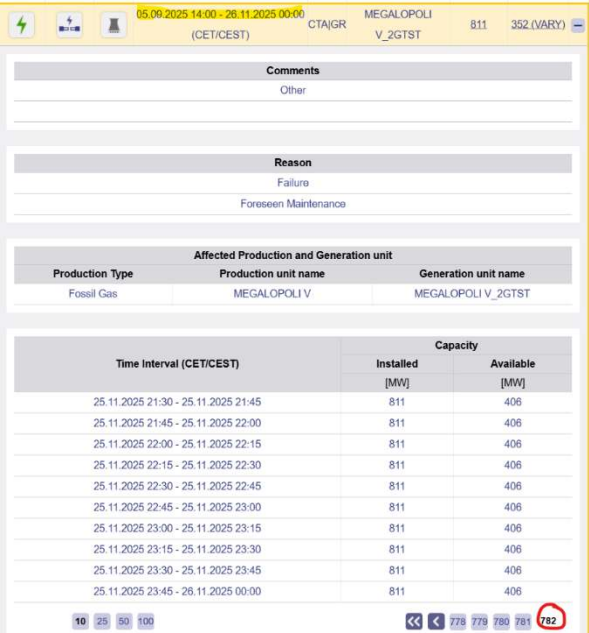 05.09.2025 14:00 - 26.11.2025 00:00 (CET/CEST) CTA|GR MEGALOPOLI V_2GTST 811 352 (VARY)
Comments
Other
Reason
Failure
Foreseen Maintenance
Affected Production and Generation unit
Production Type Production unit name Generation unit name
Fossil Gas MEGALOPOLI V MEGALOPOLI V_2GTST
Time Interval (CET/CEST) Capacity
Installed Available
[MW] [MW]
25.11.2025 21:30 - 25.11.2025 21:45 811 406
25.11.2025 21:45 - 25.11.2025 22:00 811 406
25.11.2025 22:00 - 25.11.2025 22:15 811 406
25.11.2025 22:15 - 25.11.2025 22:30 811 406
25.11.2025 22:30 - 25.11.2025 22:45 811 406
25.11.2025 22:45 - 25.11.2025 23:00 811 406
25.11.2025 23:00 - 25.11.2025 23:15 811 406
25.11.2025 23:15 - 25.11.2025 23:30 811 406
25.11.2025 23:30 - 25.11.2025 23:45 811 406
25.11.2025 23:45 - 26.11.2025 00:00 811 406
10 25 50 100 778 779 780 781 782